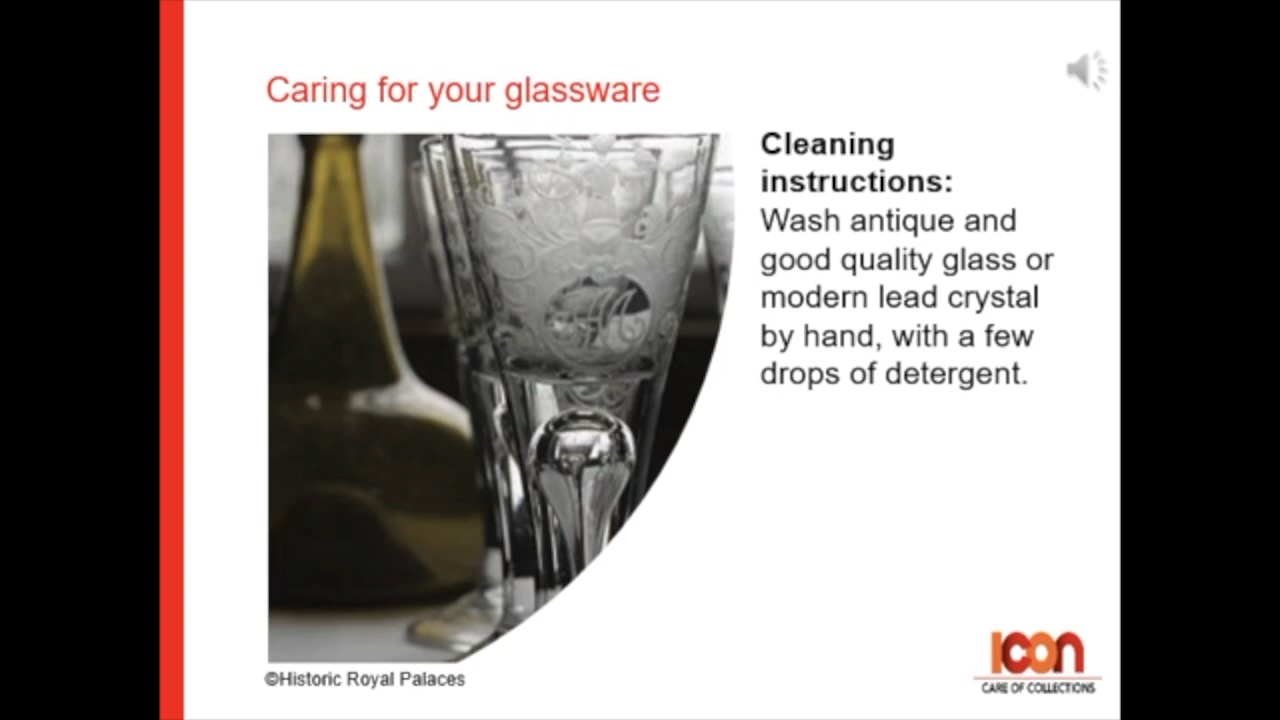 Caring for your glassware
Cleaning
instructions:
Wash antique and
good quality glass or
modern lead crystal
by hand, with a few
drops of detergent.
©Historic Royal Palaces
icon
CARE OF COLLECTIONS